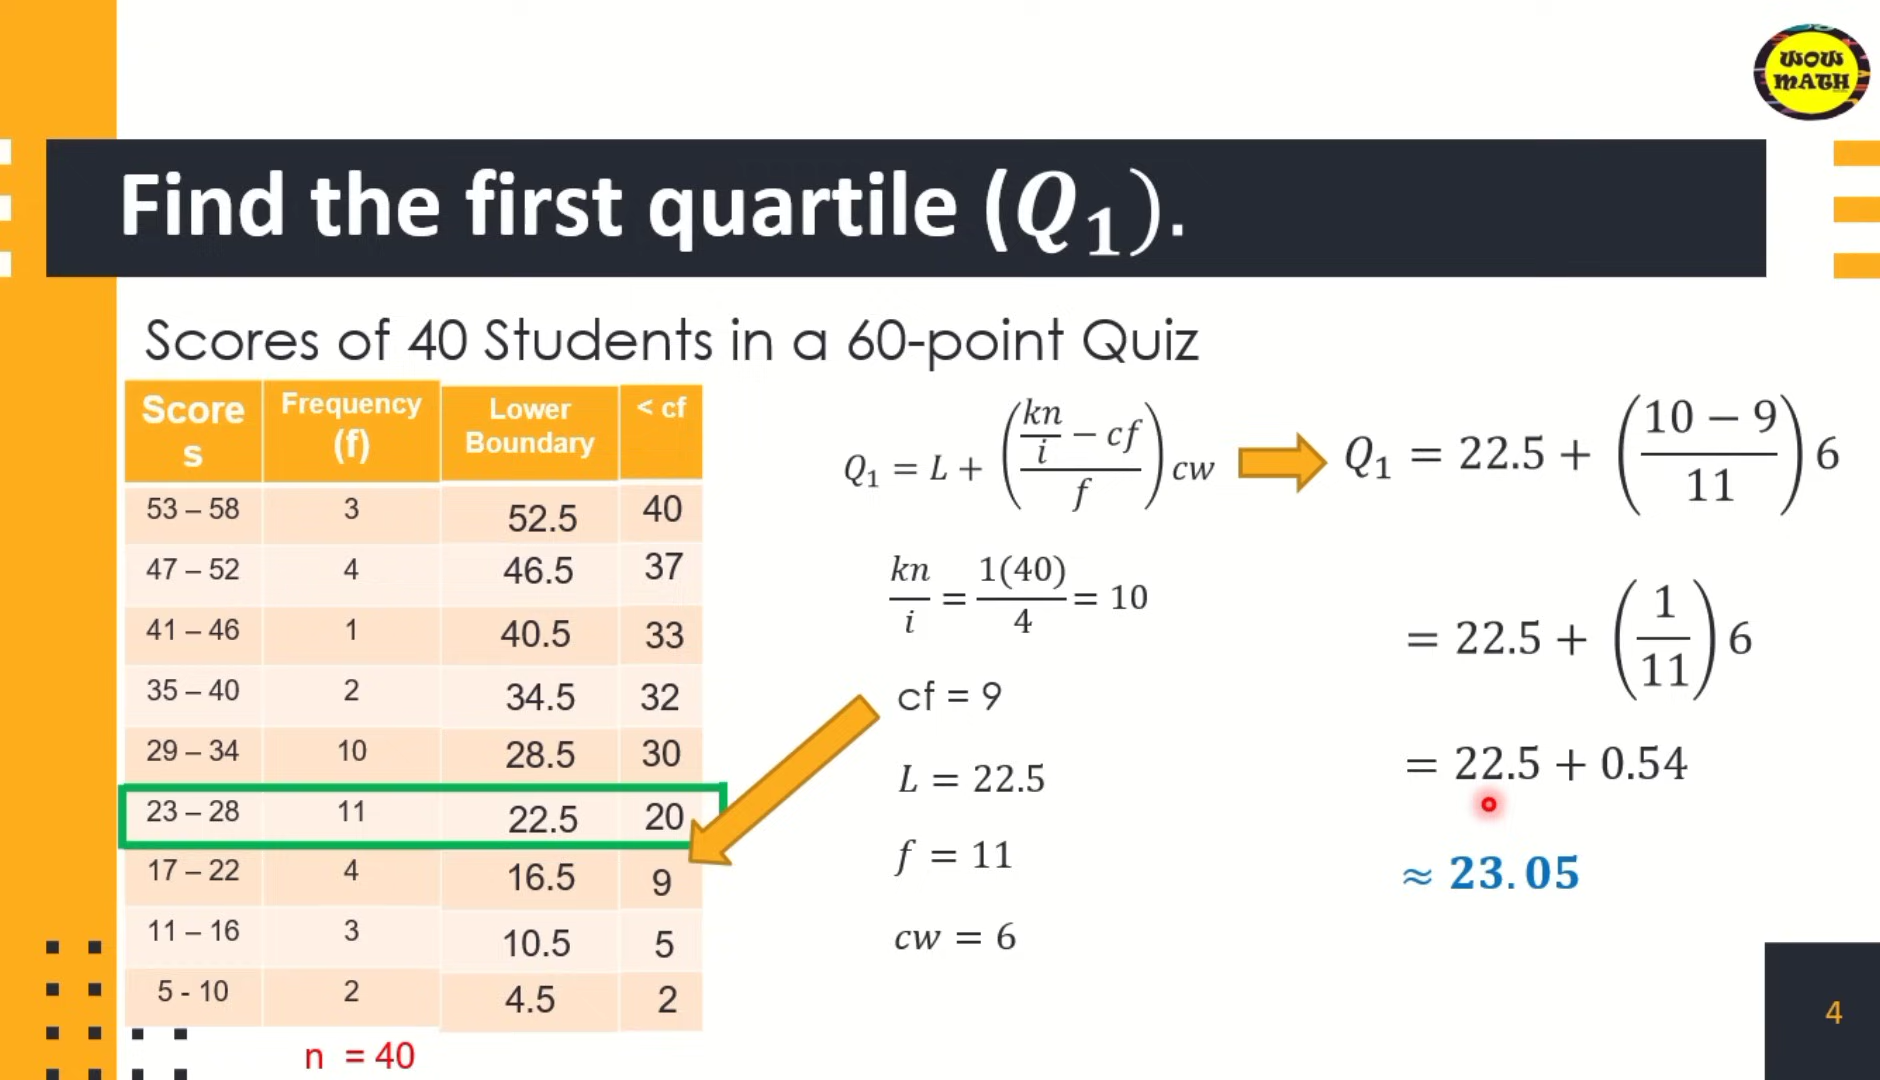 WOW
MATH
Find the first quartile (Q₁).
Scores of 40 Students in a 60-point Quiz
Score
s
Frequency
(f)
Lower
Boundary
< cf
53 – 58 3 52.5 40
47 – 52 4 46.5 37
41 – 46 1 40.5 33
35 – 40 2 34.5 32
29 – 34 10 28.5 30
23 – 28 11 22.5 20
17 – 22 4 16.5 9
11 – 16 3 10.5 5
5 - 10 2 4.5 2
n = 40
Q₁ = L + ((kn/i − cf)/f) cw
kn/i = 1(40)/4 = 10
cf = 9
L = 22.5
f = 11
cw = 6
Q₁ = 22.5 + ((10 − 9)/11) 6
= 22.5 + (1/11) 6
= 22.5 + 0.54
≈ 23.05
4